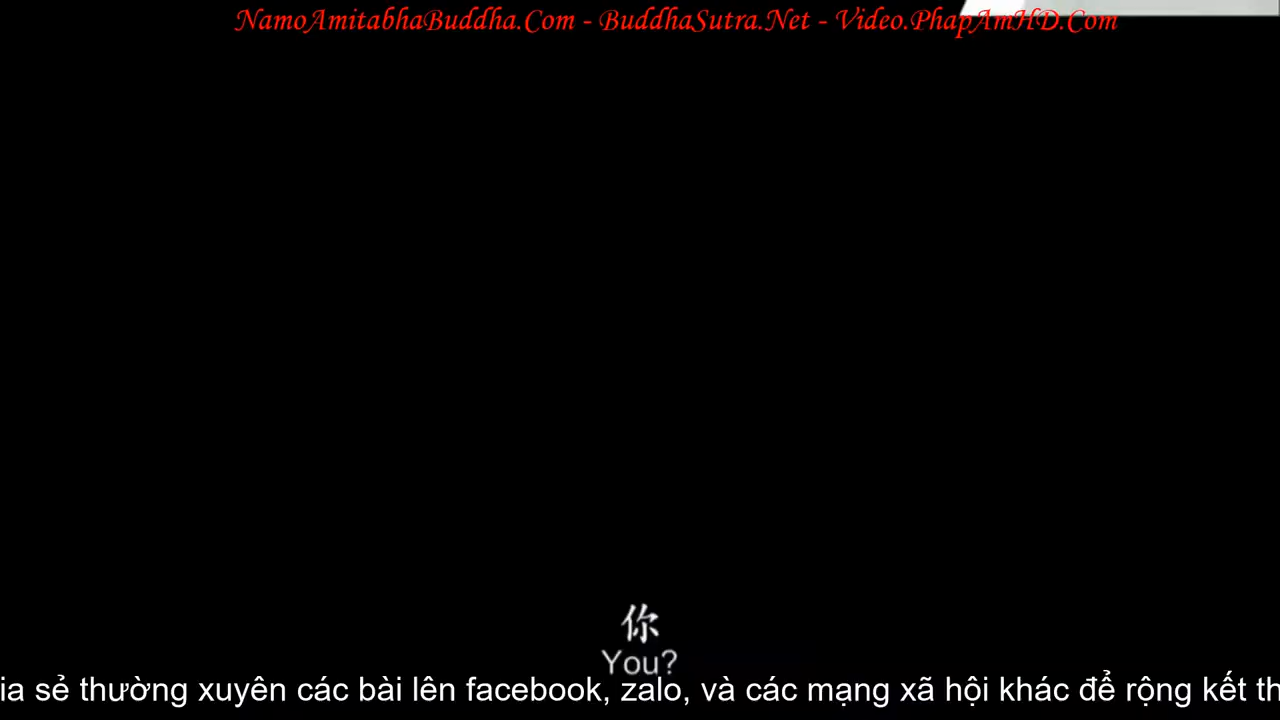 NamoAmitabhaBuddha.Com - BuddhaSutra.Net - Video.PhapAmHD.Com
你
You?
ia sẻ thường xuyên các bài lên facebook, zalo, và các mạng xã hội khác để rộng kết th